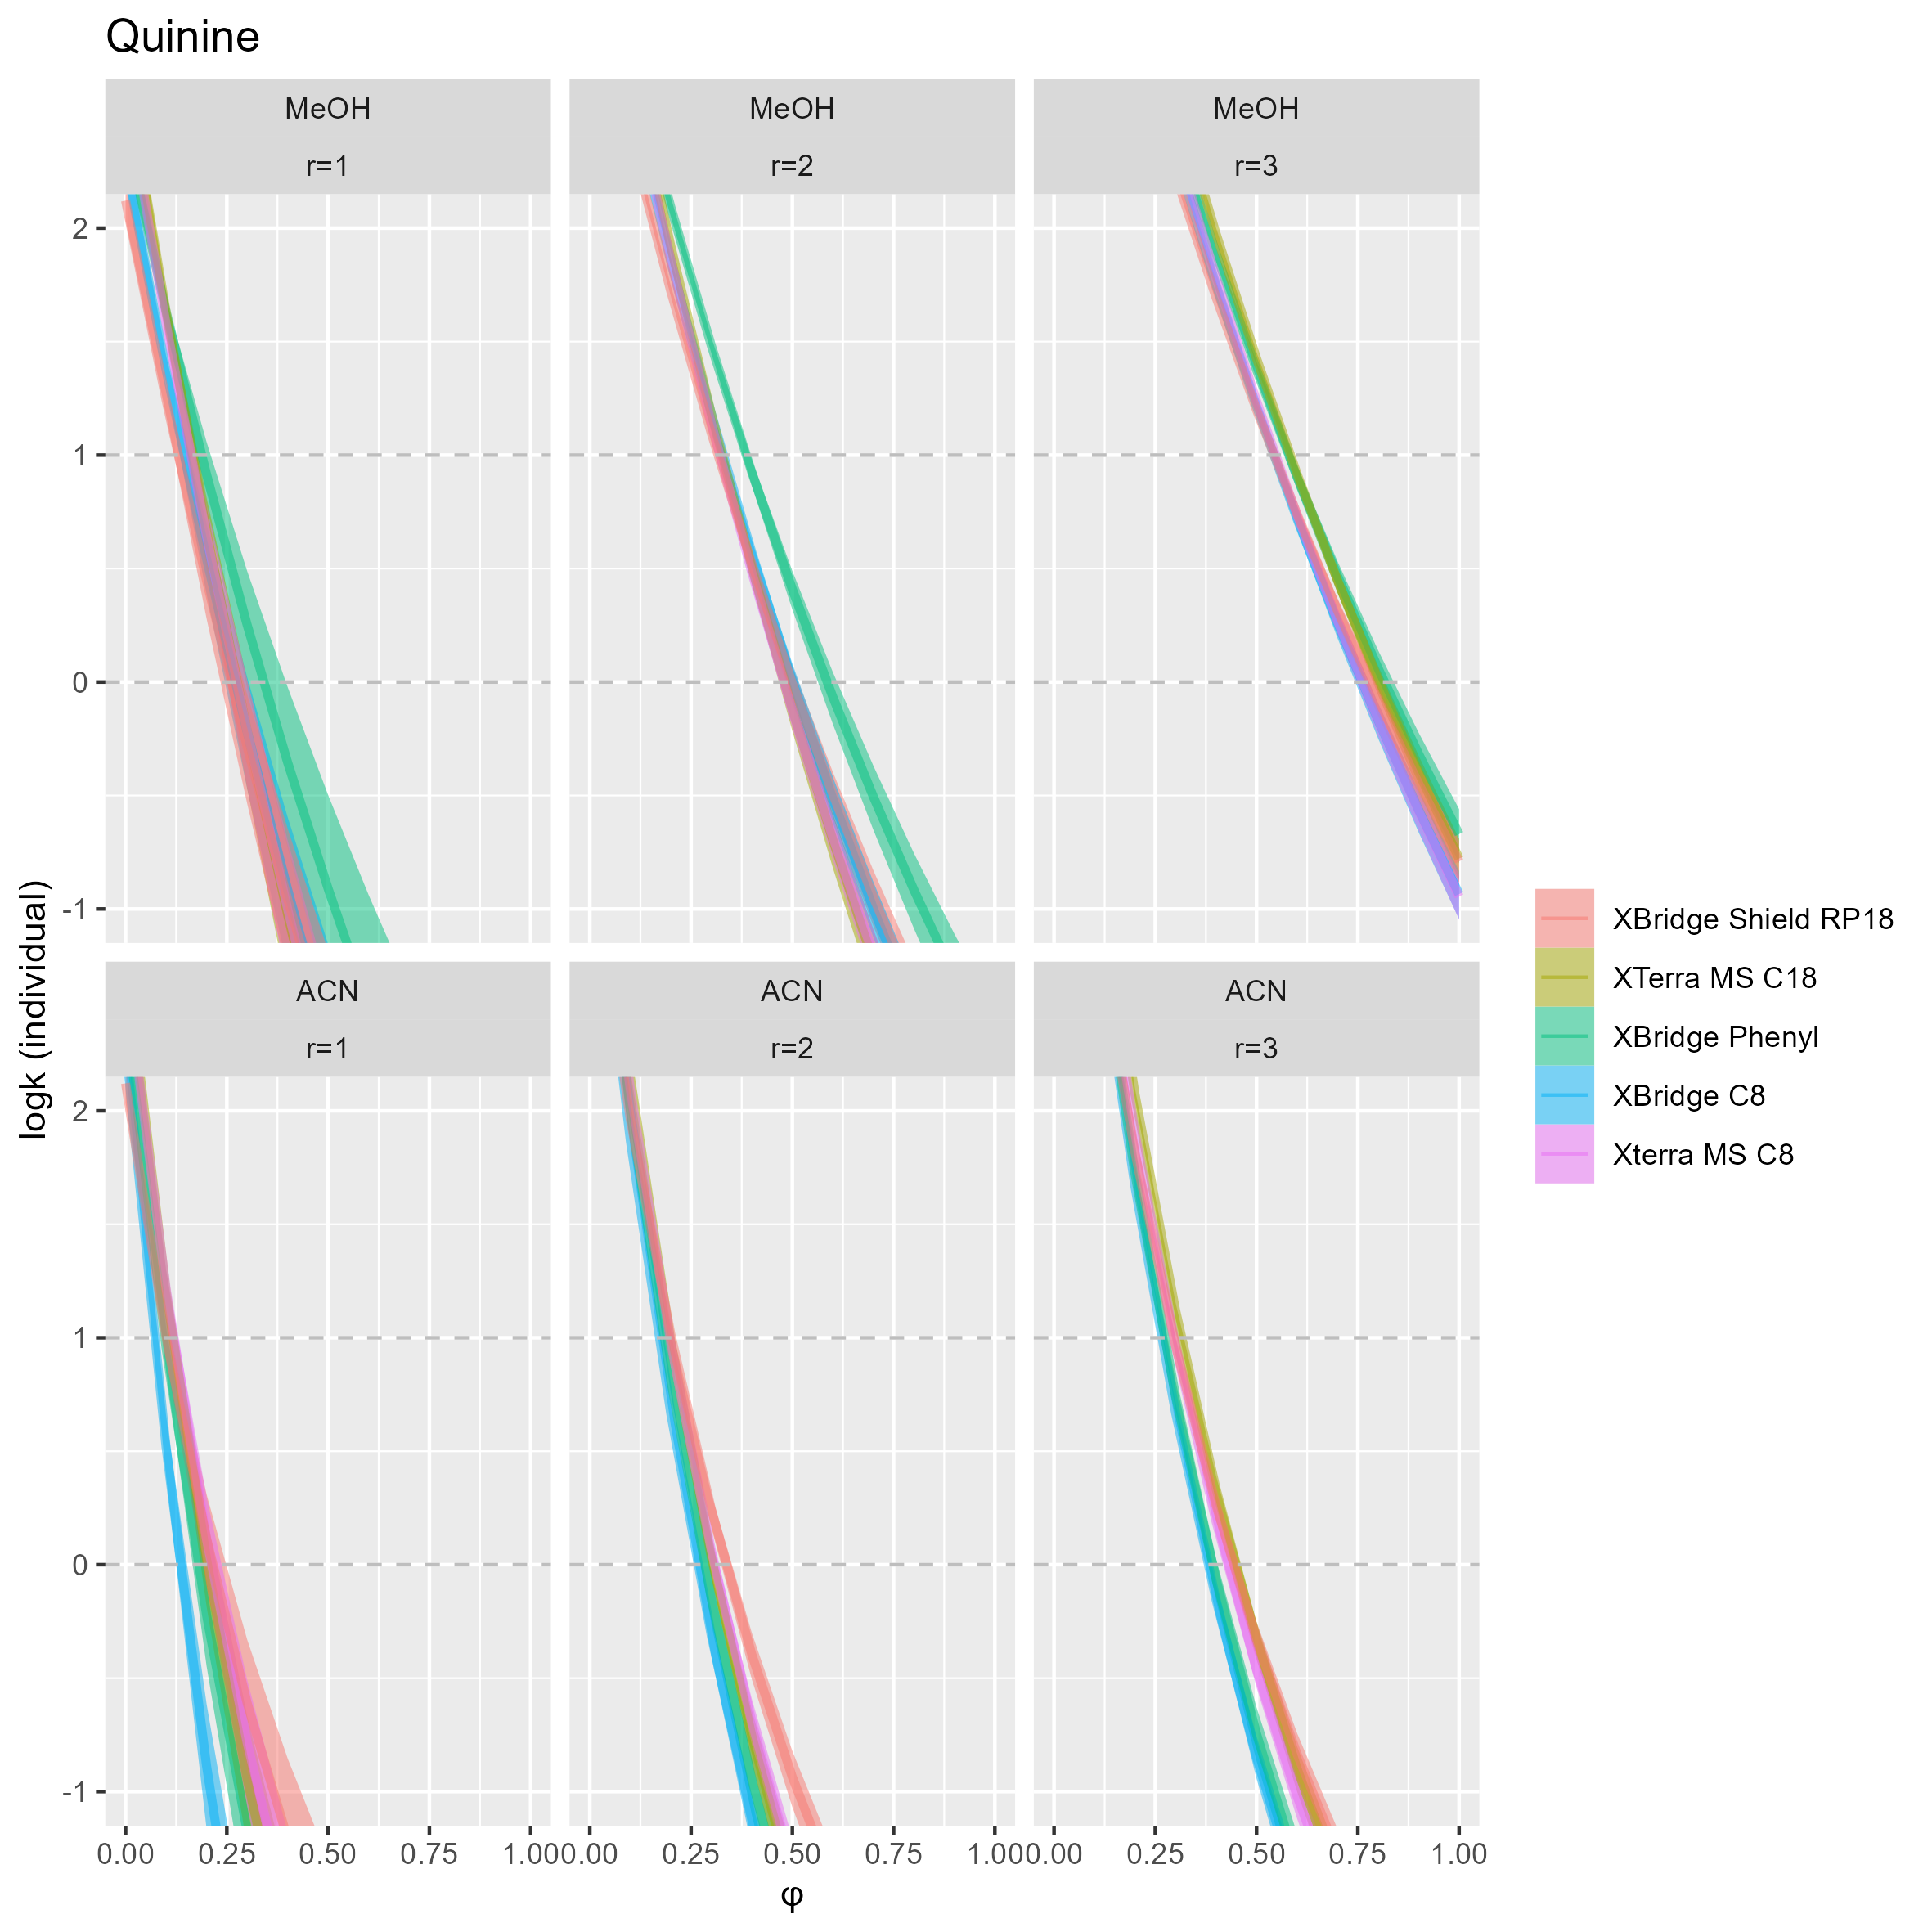 Quinine
MeOH
r=1
MeOH
r=2
MeOH
r=3
2
1
0
-1
ACN
r=1
ACN
r=2
ACN
r=3
2
1
0
-1
0.00 0.25 0.50 0.75 1.00
0.00 0.25 0.50 0.75 1.00
0.00 0.25 0.50 0.75 1.00
φ
logk (individual)
XBridge Shield RP18
XTerra MS C18
XBridge Phenyl
XBridge C8
Xterra MS C8